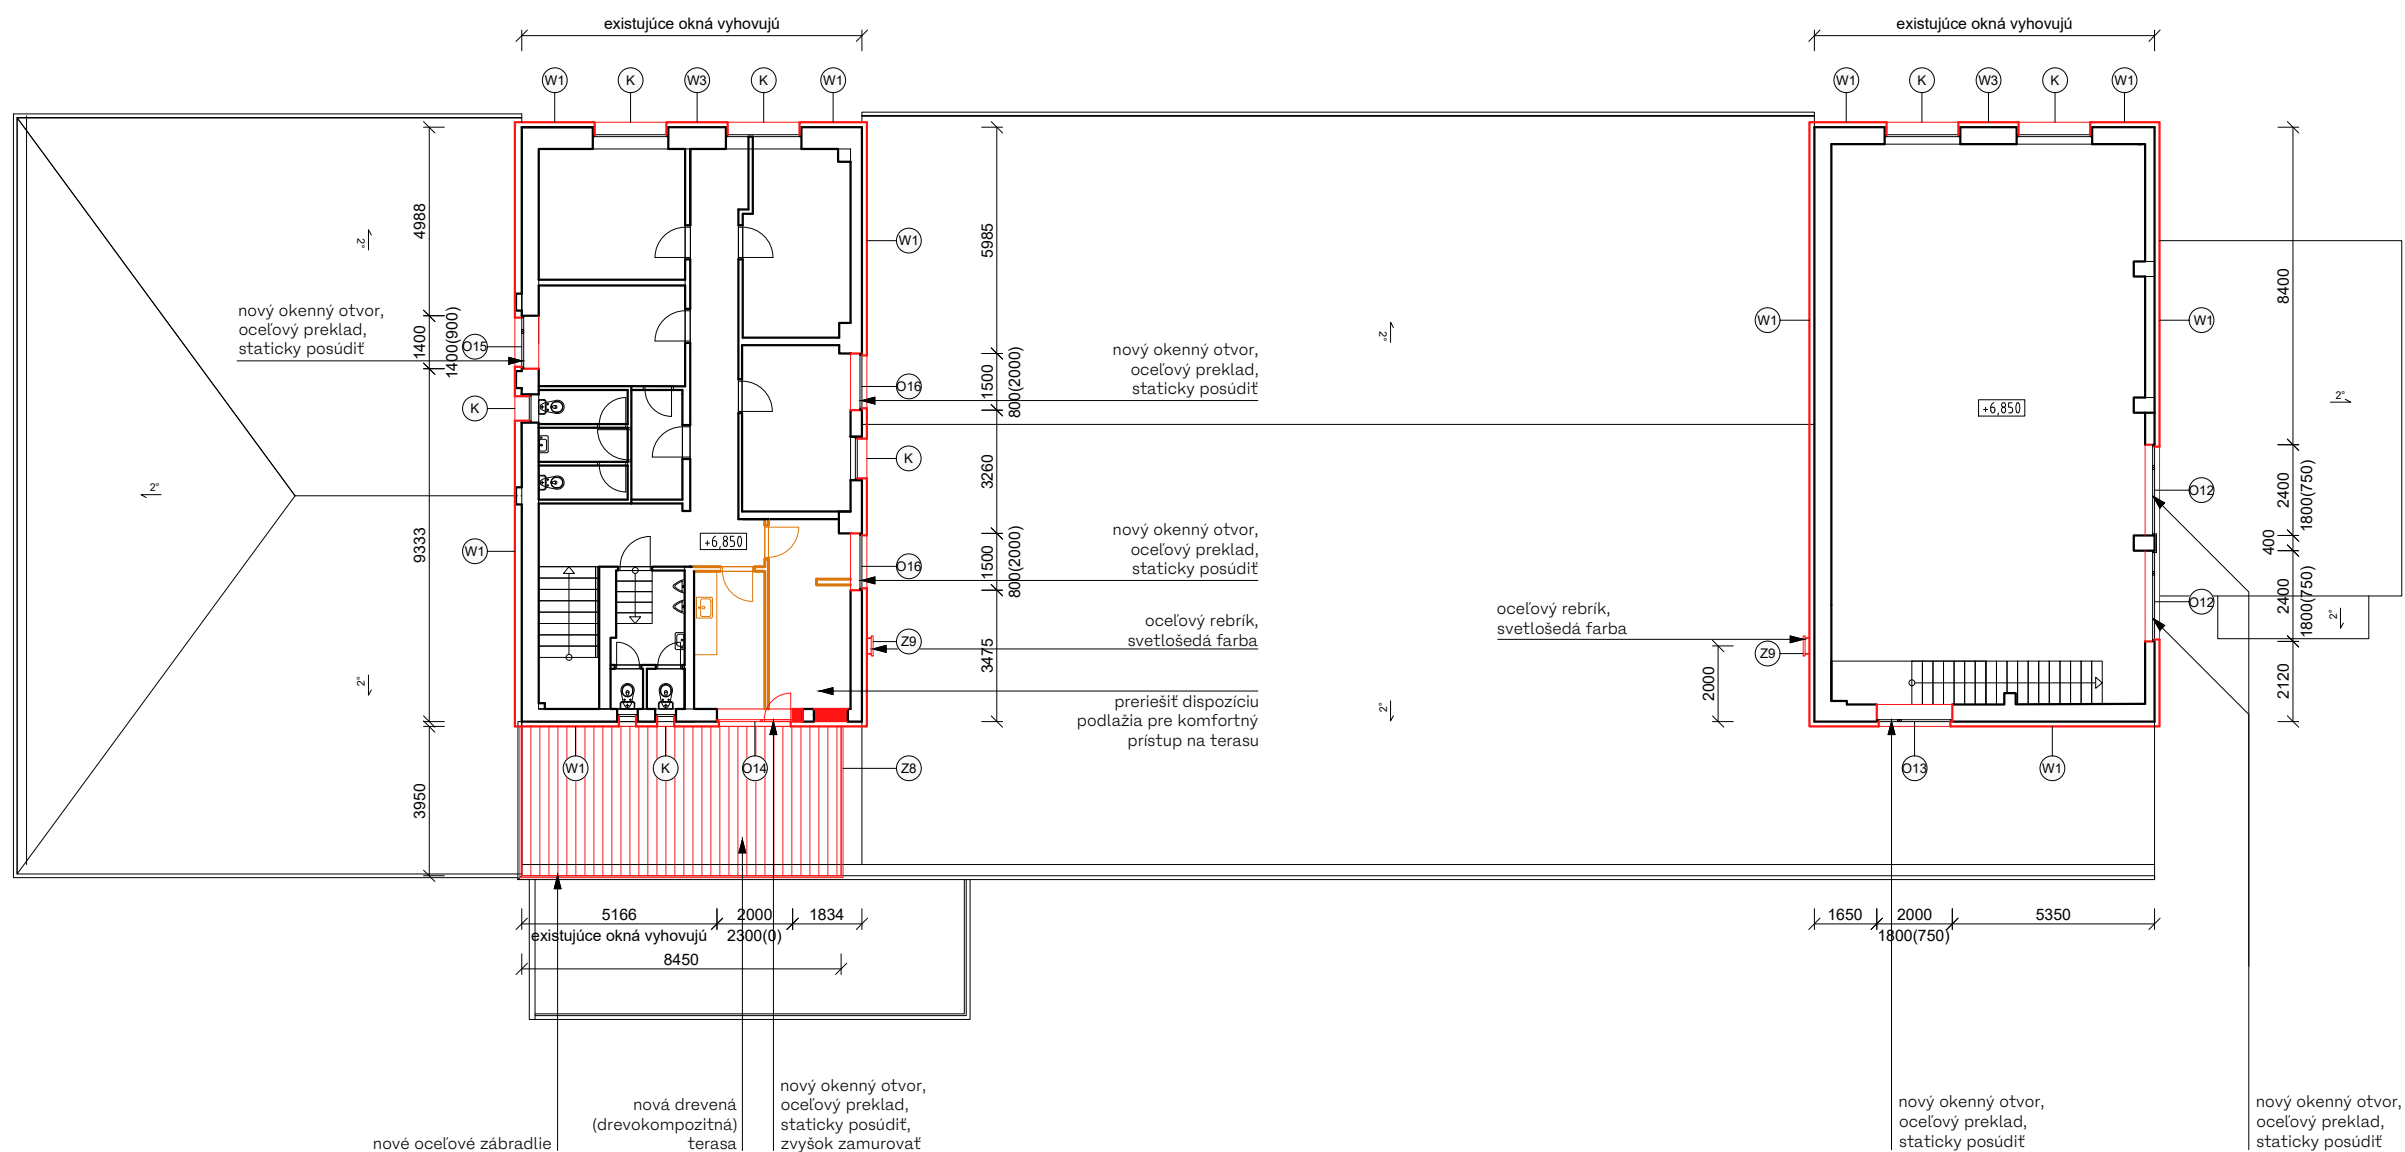 existujúce okná vyhovujú
existujúce okná vyhovujú
W1
K
W3
K
W1
W1
K
W3
K
W1
4988
1400
1400(900)
9333
3950
2°
2°
2°
nový okenný otvor,
oceľový preklad,
staticky posúdiť
O15
K
W1
+6,850
W1
O16
K
O16
Z9
Z8
W1
K
O14
5985
1500
800(2000)
3260
1500
800(2000)
3475
nový okenný otvor,
oceľový preklad,
staticky posúdiť
nový okenný otvor,
oceľový preklad,
staticky posúdiť
oceľový rebrík,
svetlošedá farba
preriešiť dispozíciu
podlažia pre komfortný
prístup na terasu
2°
2°
oceľový rebrík,
svetlošedá farba
W1
Z9
2000
+6,850
W1
O12
O12
O13
W1
8400
2400
1800(750)
400
2400
1800(750)
2120
2°
2°
5166
2000
1834
existujúce okná vyhovujú
2300(0)
8450
1650
2000
5350
1800(750)
nové oceľové zábradlie
nová drevená
(drevokompozitná)
terasa
nový okenný otvor,
oceľový preklad,
staticky posúdiť,
zvyšok zamurovať
nový okenný otvor,
oceľový preklad,
staticky posúdiť
nový okenný otvor,
oceľový preklad,
staticky posúdiť